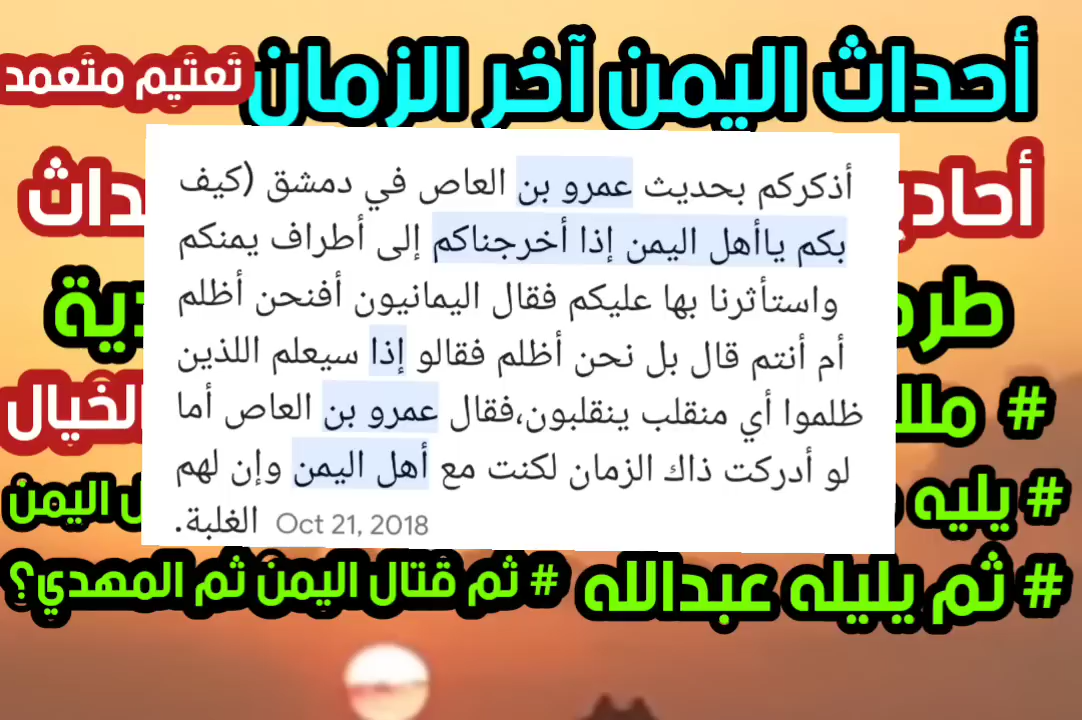 أحداث اليمن آخر الزمان
تعتيم متعمد
أذكركم بحديث عمرو بن العاص في دمشق (كيف
بكم ياأهل اليمن إذا أخرجناكم إلى أطراف يمنكم
واستأثرنا بها عليكم فقال اليمانيون أفنحن أظلم
أم أنتم قال بل نحن أظلم فقالو إذا سيعلم اللذين
ظلموا أي منقلب ينقلبون،فقال عمرو بن العاص أما
لو أدركت ذاك الزمان لكنت مع أهل اليمن وإن لهم
الغلبة. Oct 21, 2018
# يليه اليمن
# ثم يليله عبدالله # ثم قتال اليمن ثم المهدي؟